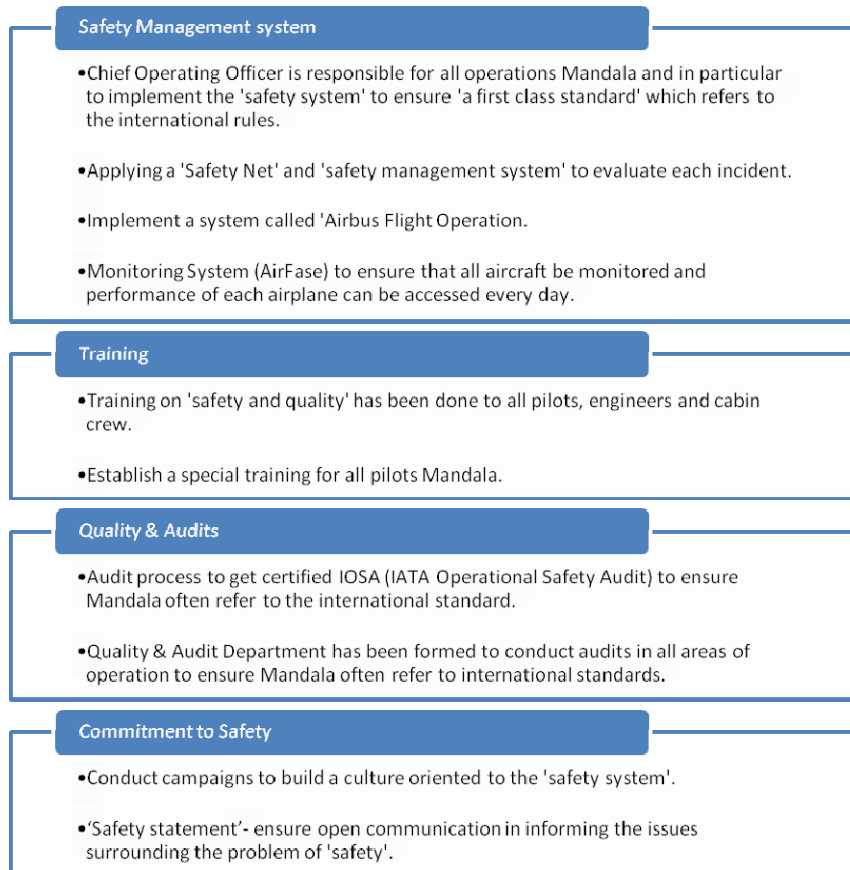 Safety Management system
•Chief Operating Officer is responsible for all operations Mandala and in particular
to implement the 'safety system' to ensure 'a first class standard' which refers to
the international rules.
•Applying a 'Safety Net' and 'safety management system' to evaluate each incident.
•Implement a system called 'Airbus Flight Operation.
•Monitoring System (AirFase) to ensure that all aircraft be monitored and
performance of each airplane can be accessed every day.
Training
•Training on 'safety and quality' has been done to all pilots, engineers and cabin
crew.
•Establish a special training for all pilots Mandala.
Quality & Audits
•Audit process to get certified IOSA (IATA Operational Safety Audit) to ensure
Mandala often refer to the international standard.
•Quality & Audit Department has been formed to conduct audits in all areas of
operation to ensure Mandala often refer to international standards.
Commitment to Safety
•Conduct campaigns to build a culture oriented to the 'safety system'.
•‘Safety statement’- ensure open communication in informing the issues
surrounding the problem of 'safety'.